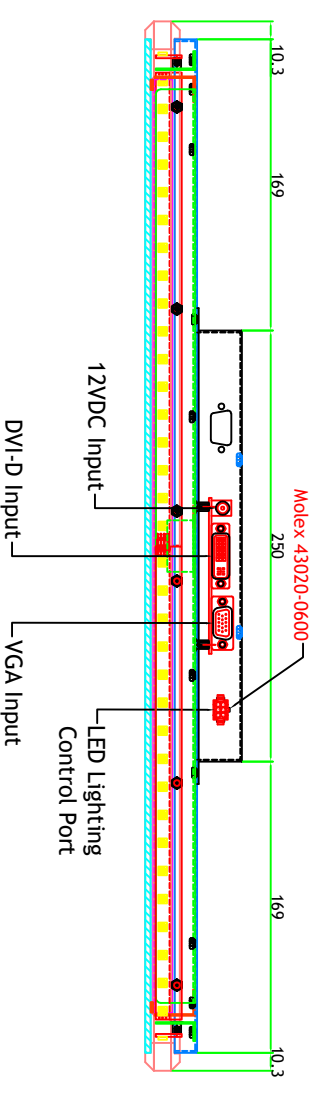 10.3
169
250
169
10.3
Molex 43020-0600
12VDC Input
DVI-D Input
VGA Input
LED Lighting
Control Port